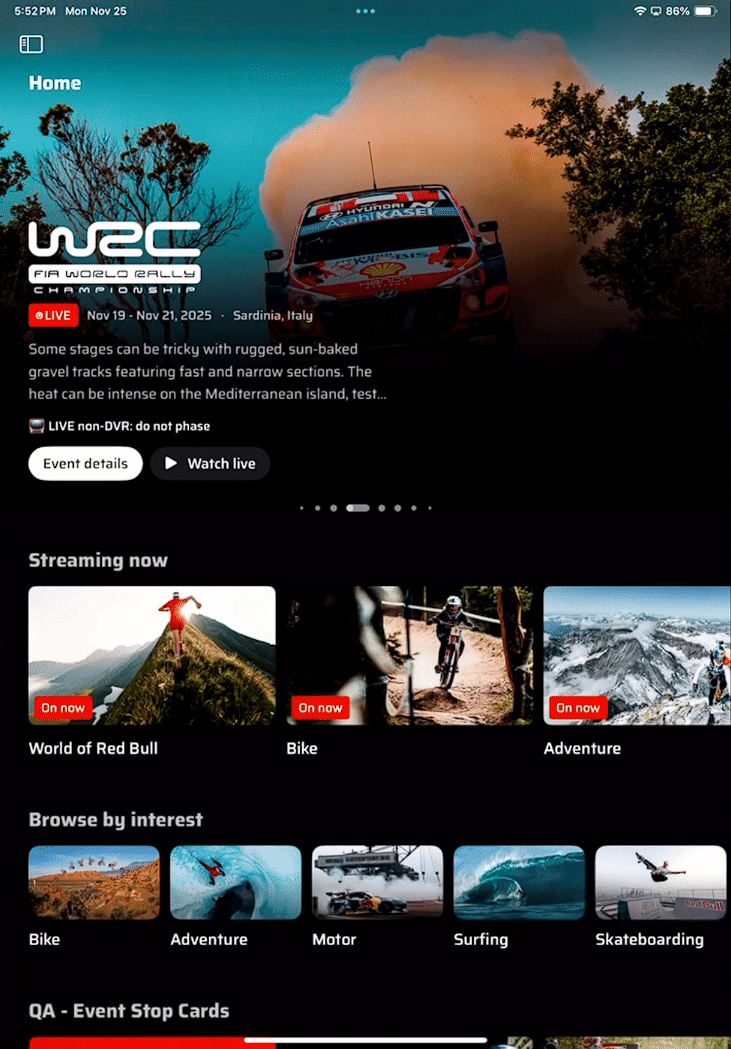 5:52 PM Mon Nov 25
86%
Home
HYUNDAI
AsahiKASEI
WRC
FIA WORLD RALLY
CHAMPIONSHIP
LIVE Nov 19 - Nov 21, 2025 · Sardinia, Italy
Some stages can be tricky with rugged, sun-baked
gravel tracks featuring fast and narrow sections. The
heat can be intense on the Mediterranean island, test...
LIVE non-DVR: do not phase
Event details Watch live
Streaming now
On now On now On now
World of Red Bull Bike Adventure
Browse by interest
Red Bull
Bike Adventure Motor Surfing Skateboarding
QA - Event Stop Cards